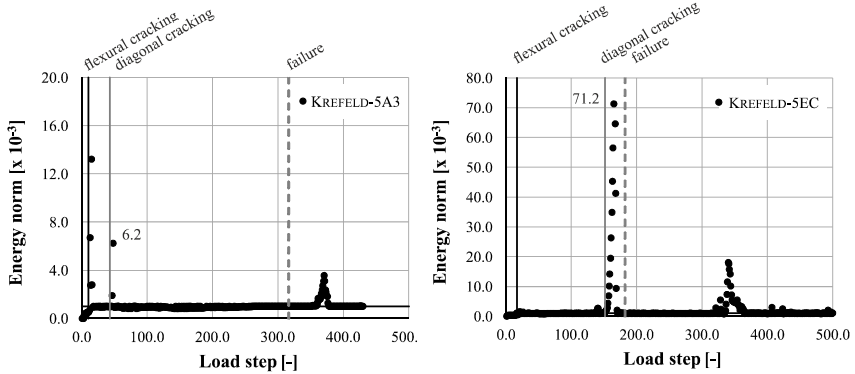 flexural cracking
diagonal cracking
failure
20.0
16.0
12.0
8.0
4.0
0.0
Energy norm [x 10-3]
KREFELD-5A3
6.2
0.0
100.0
200.0
300.0
400.0
500.
Load step [-]
flexural cracking
diagonal cracking
failure
80.0
70.0
60.0
50.0
40.0
30.0
20.0
10.0
0.0
Energy norm [x 10-3]
71.2
KREFELD-5EC
0.0
100.0
200.0
300.0
400.0
500.0
Load step [-]